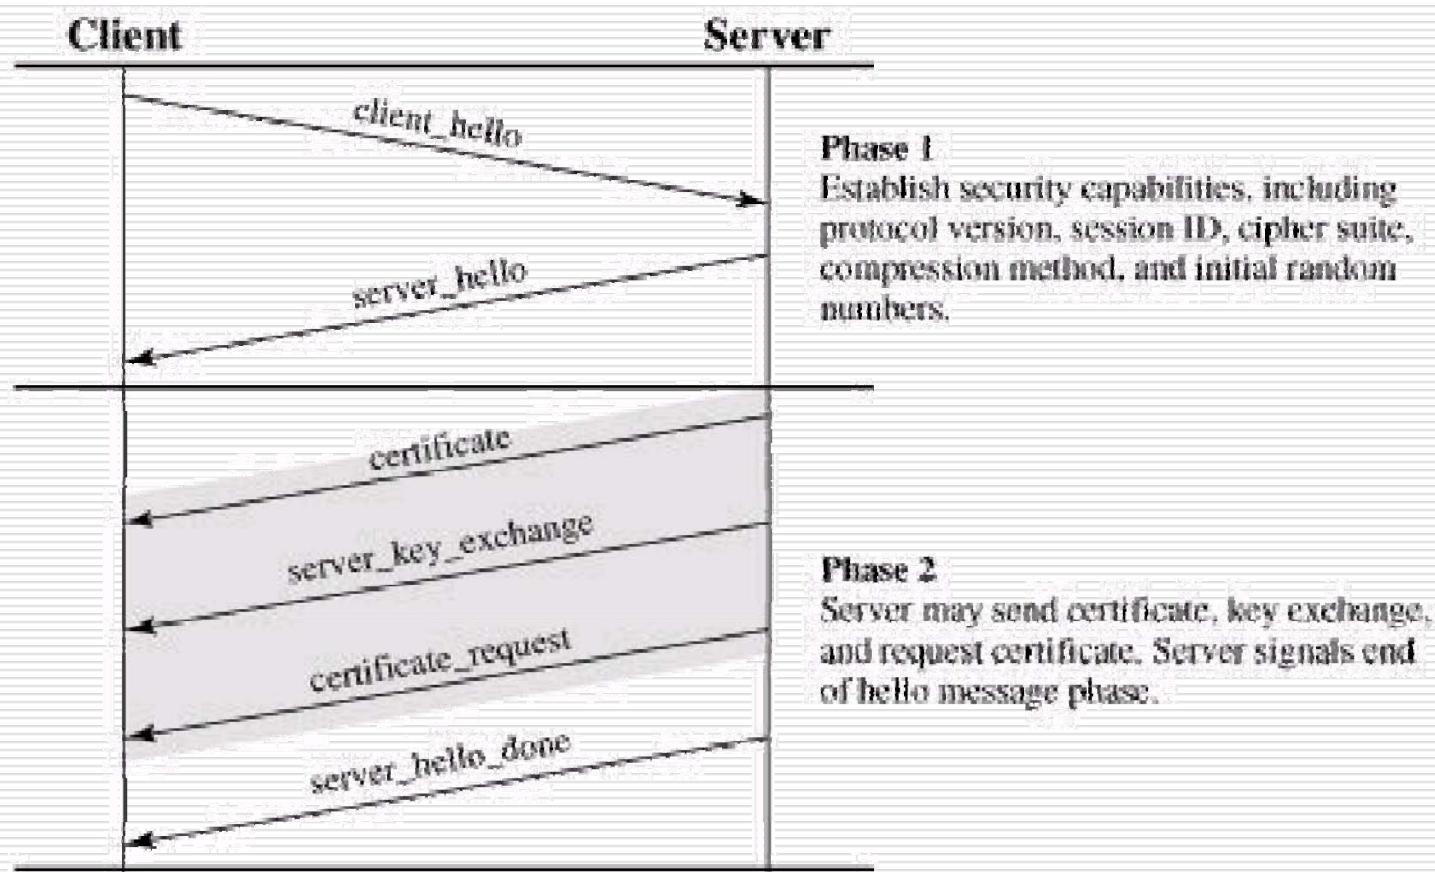 Client Server
client_hello
Phase 1
Establish security capabilities, including
protocol version, session ID, cipher suite,
server_hello
compression method, and initial random
numbers.
certificate
server_key_exchange
Phase 2
Server may send certificate, key exchange,
certificate_request
and request certificate. Server signals end
of hello message phase.
server_hello_done